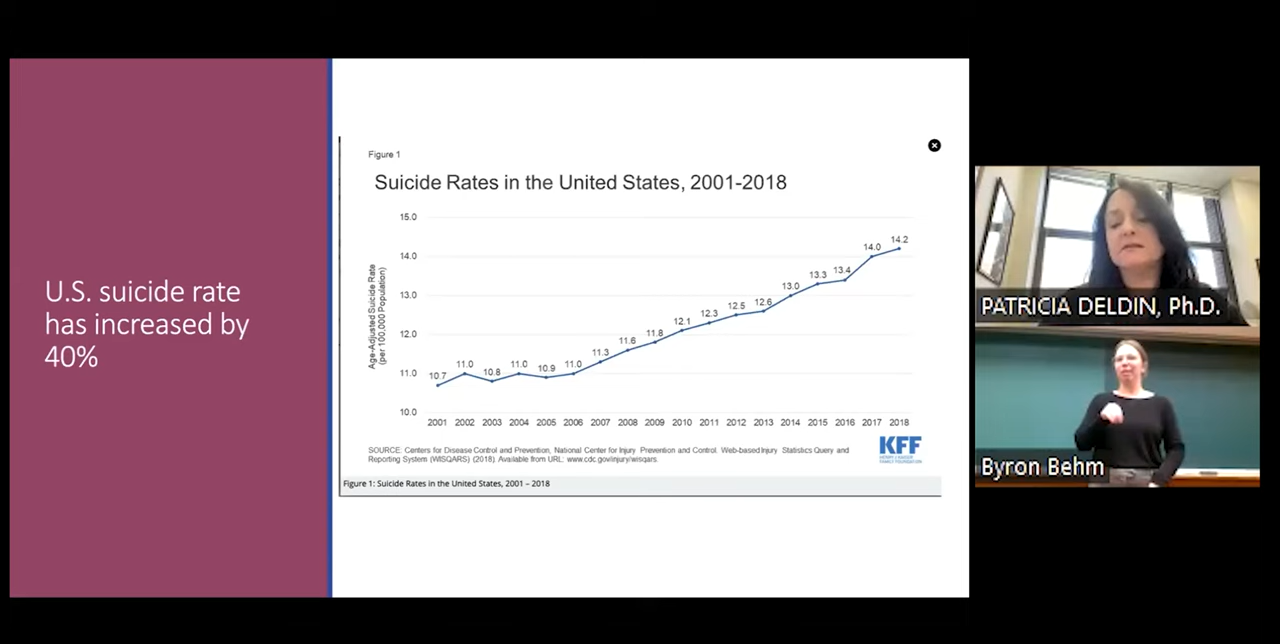 U.S. suicide rate
has increased by
40%
Figure 1
Suicide Rates in the United States, 2001-2018
Age-Adjusted Suicide Rate
(per 100,000 Population)
15.0
14.0
13.0
12.0
11.0
10.0
10.7 11.0 10.8 11.0 10.9 11.0 11.3 11.6 11.8 12.1 12.3 12.5 12.6 13.0 13.3 13.4 14.0 14.2
2001 2002 2003 2004 2005 2006 2007 2008 2009 2010 2011 2012 2013 2014 2015 2016 2017 2018
SOURCE: Centers for Disease Control and Prevention, National Center for Injury Prevention and Control. Web-based Injury Statistics Query and
Reporting System (WISQARS) (2018). Available from URL: www.cdc.gov/injury/wisqars.
KFF
HENRY J KAISER
FAMILY FOUNDATION
Figure 1: Suicide Rates in the United States, 2001 – 2018
PATRICIA DELDIN, Ph.D.
Byron Behm